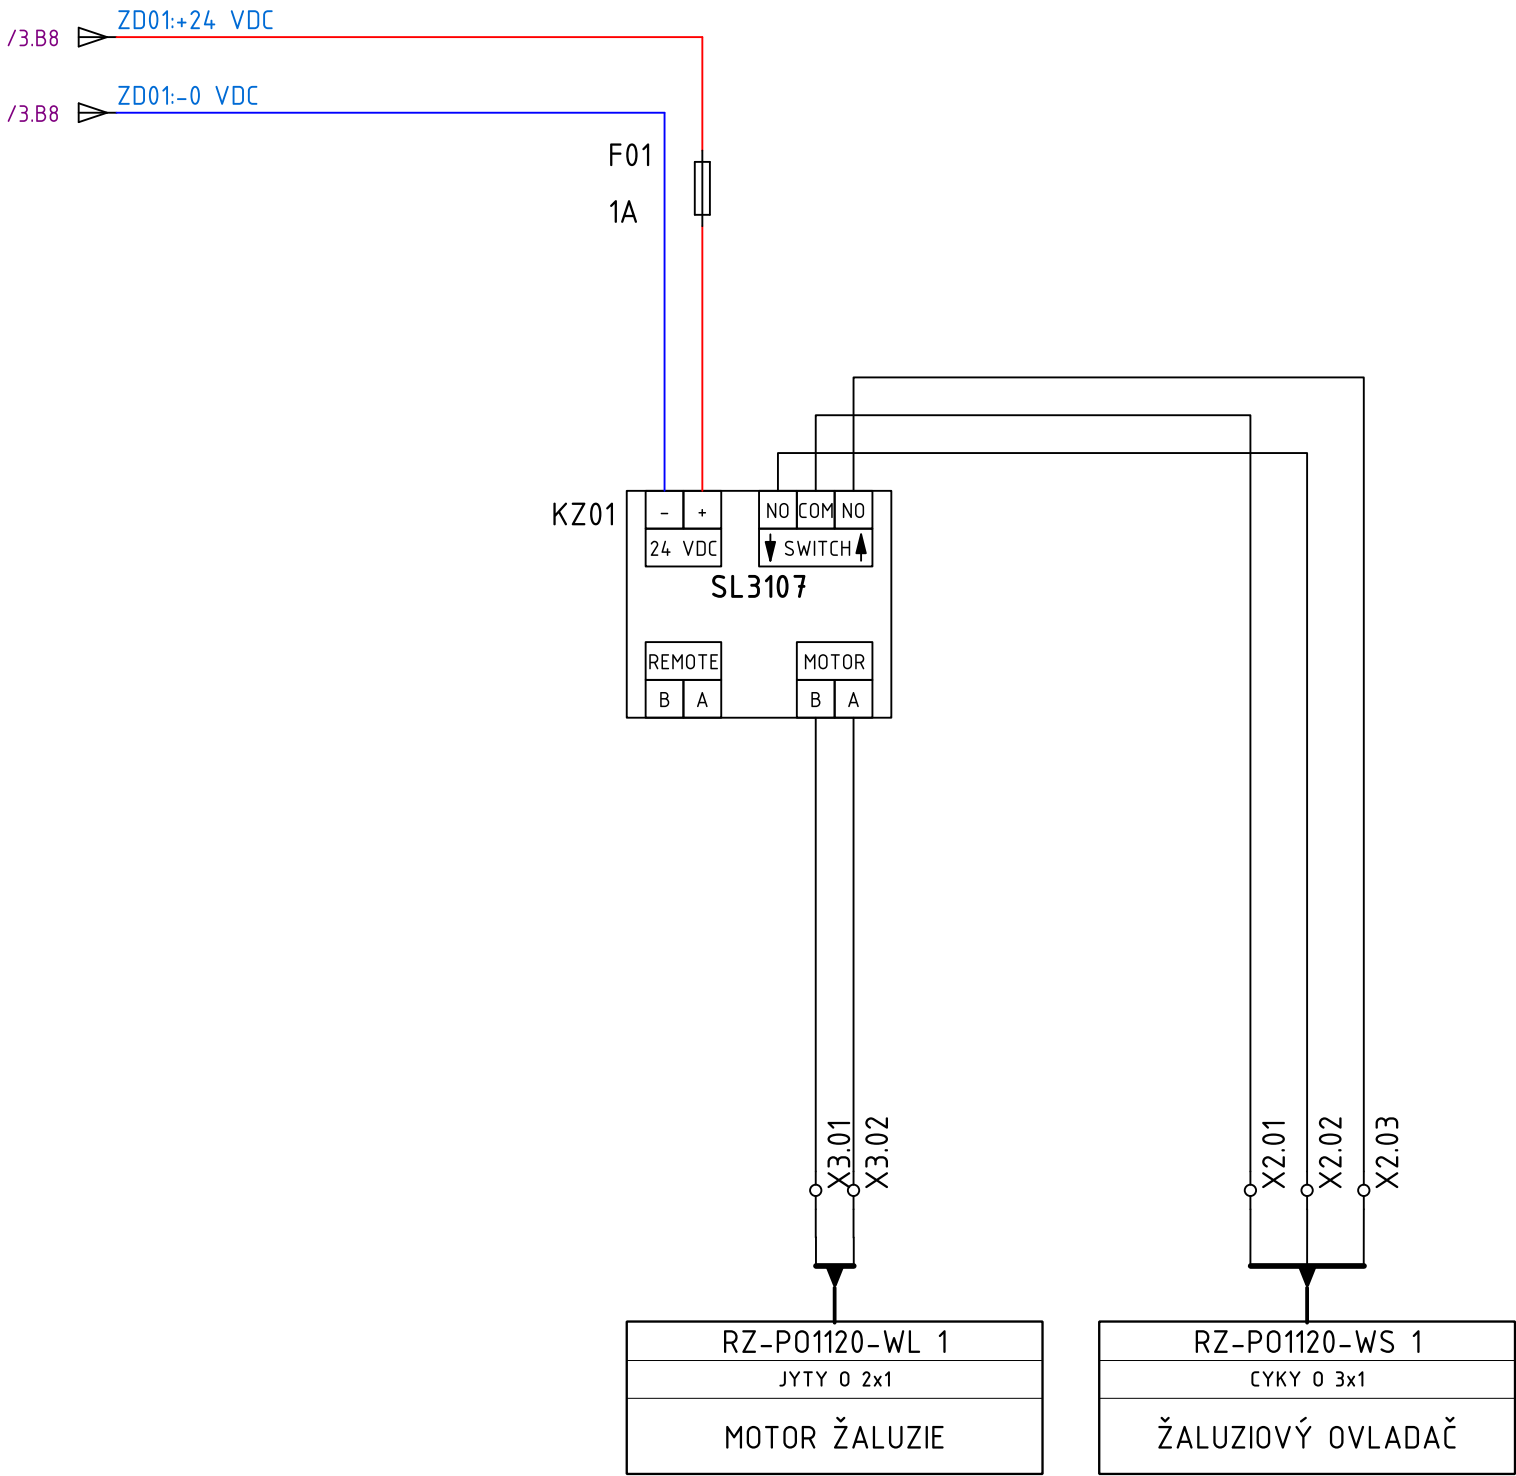 ZD01:+24 VDC
/3.B8
ZD01:-0 VDC
/3.B8
F01
1A
KZ01
- + NO COM NO
24 VDC SWITCH
SL3107
REMOTE MOTOR
B A B A
X3.01 X3.02 X2.01 X2.02 X2.03
RZ-PO1120-WL 1
JYTY O 2x1
MOTOR ŽALUZIE
RZ-PO1120-WS 1
CYKY O 3x1
ŽALUZIOVÝ OVLADAČ